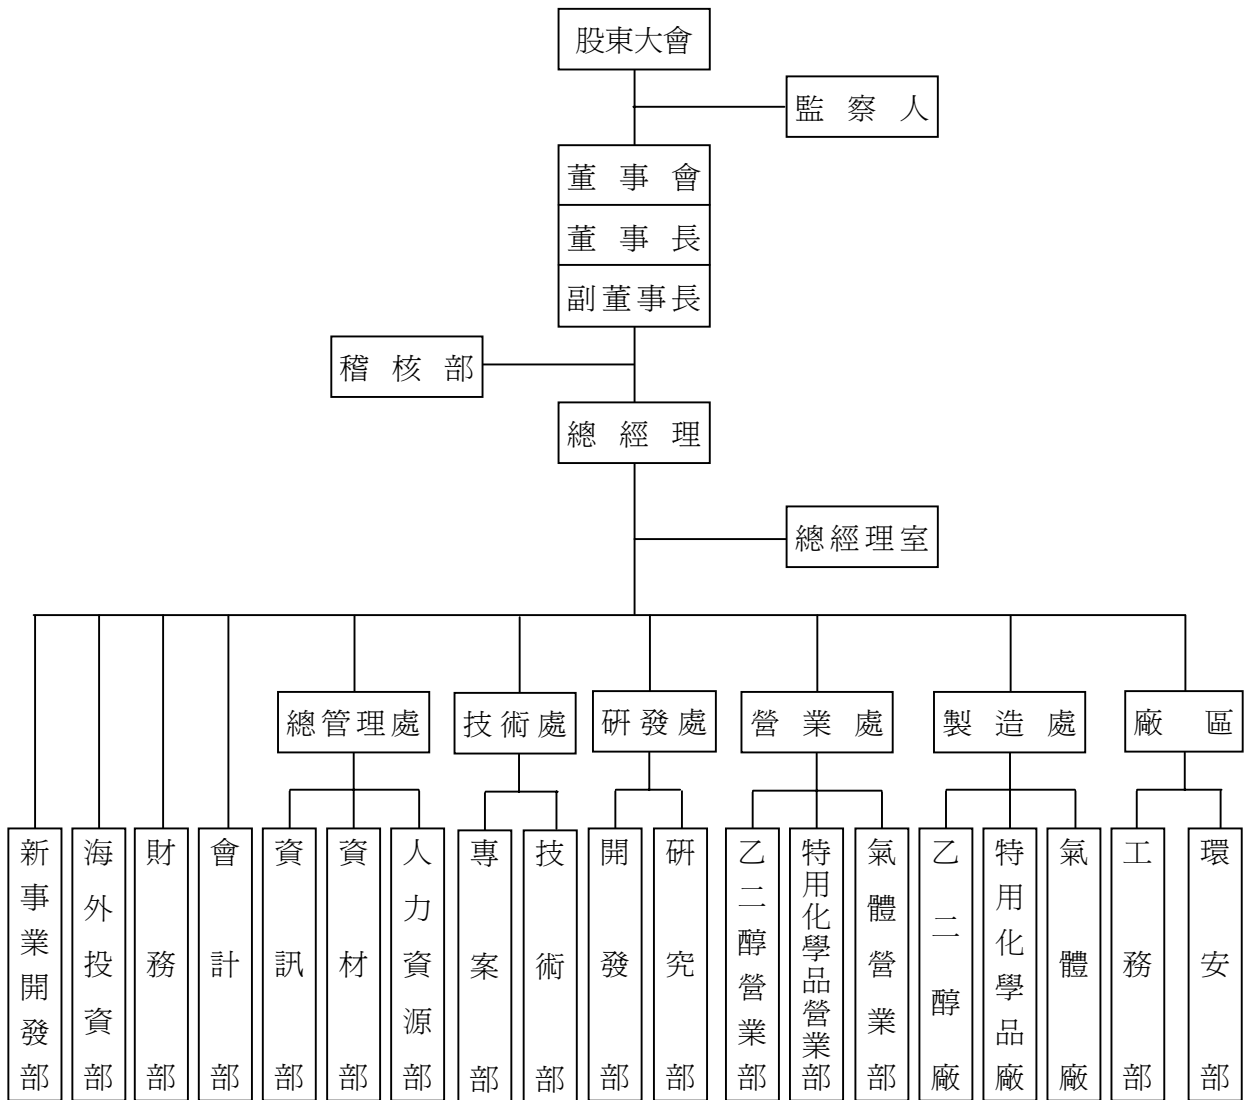 股東大會
監察人
董事會
董事長
副董事長
稽核部
總經理
總經理室
總管理處
技術處
研發處
營業處
製造處
廠區
新事業開發部
海外投資部
財務部
會計部
資訊部
資材部
人力資源部
專案部
技術部
開發部
研究部
乙二醇營業部
特用化學品營業部
氣體營業部
乙二醇廠
特用化學品廠
氣體廠
工務部
環安部